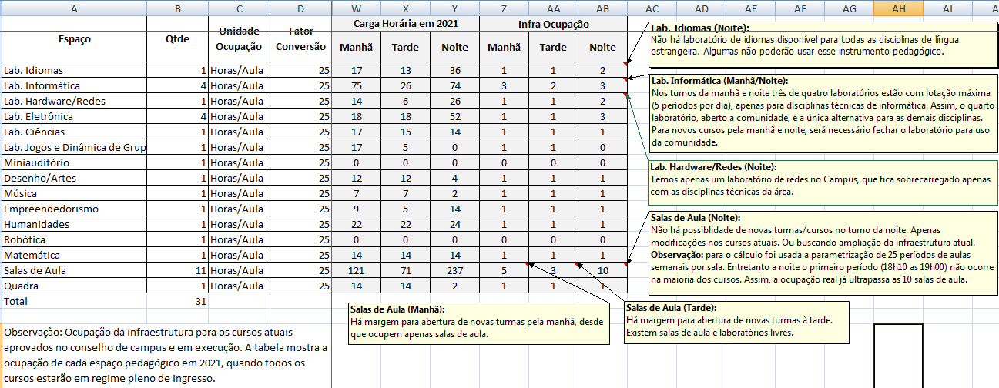 A B C D W X Y Z AA AB AC AD AE AF AG AH AI A
Espaço Qtde Unidade Ocupação Fator Conversão Carga Horária em 2021 Infra Ocupação
Manhã Tarde Noite Manhã Tarde Noite
Lab. Idiomas 1 Horas/Aula 25 17 13 36 1 1 2
Lab. Informática 4 Horas/Aula 25 75 26 74 3 2 3
Lab. Hardware/Redes 1 Horas/Aula 25 14 6 26 1 1 2
Lab. Eletrônica 4 Horas/Aula 25 18 18 52 1 1 3
Lab. Ciências 1 Horas/Aula 25 17 15 14 1 1 1
Lab. Jogos e Dinâmica de Grup 1 Horas/Aula 25 17 5 0 1 1 0
Miniauditório 1 Horas/Aula 25 0 0 0 0 0 0
Desenho/Artes 1 Horas/Aula 25 12 12 4 1 1 1
Música 1 Horas/Aula 25 7 7 2 1 1 1
Empreendedorismo 1 Horas/Aula 25 9 5 14 1 1 1
Humanidades 1 Horas/Aula 25 22 22 24 1 1 1
Robótica 1 Horas/Aula 25 0 0 0 0 0 0
Matemática 1 Horas/Aula 25 14 14 14 1 1 1
Salas de Aula 11 Horas/Aula 25 121 71 237 5 3 10
Quadra 1 Horas/Aula 25 14 14 2 1 1 1
Total 31
Observação: Ocupação da infraestrutura para os cursos atuais
aprovados no conselho de campus e em execução. A tabela mostra a
ocupação de cada espaço pedagógico em 2021, quando todos os
cursos estarão em regime pleno de ingresso.
Lab. Idiomas (Noite):
Não há laboratório de idiomas disponível para todas as disciplinas de língua
estrangeira. Algumas não poderão usar esse instrumento pedagógico.
Lab. Informática (Manhã/Noite):
Nos turnos da manhã e noite três de quatro laboratórios estão com lotação máxima
(5 períodos por dia), apenas para disciplinas técnicas de informática. Assim, o quarto
laboratório, aberto a comunidade, é a única alternativa para as demais disciplinas.
Para novos cursos pela manhã e noite, será necessário fechar o laboratório para uso
da comunidade.
Lab. Hardware/Redes (Noite):
Temos apenas um laboratório de redes no Campus, que fica sobrecarregado apenas
com as disciplinas técnicas da área.
Salas de Aula (Noite):
Não há possiblidade de novas turmas/cursos no turno da noite. Apenas
modificações nos cursos atuais. Ou buscando ampliação da infraestrutura atual.
Observação: para o cálculo foi usada a parametrização de 25 períodos de aulas
semanais por sala. Entretanto a noite o primeiro período (18h10 as 19h00) não ocorre
na maioria dos cursos. Assim, a ocupação real já ultrapassa as 10 salas de aula.
Salas de Aula (Manhã):
Há margem para abertura de novas turmas pela manhã, desde
que ocupem apenas salas de aula.
Salas de Aula (Tarde):
Há margem para abertura de novas turmas à tarde.
Existem salas de aula e laboratórios livres.